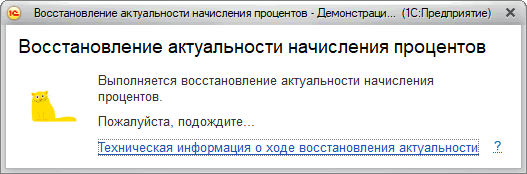 Восстановление актуальности начисления процентов - Демонстраци... (1С:Предприятие)
Восстановление актуальности начисления процентов
Выполняется восстановление актуальности начисления
процентов.
Пожалуйста, подождите...
Техническая информация о ходе восстановления актуальности ?